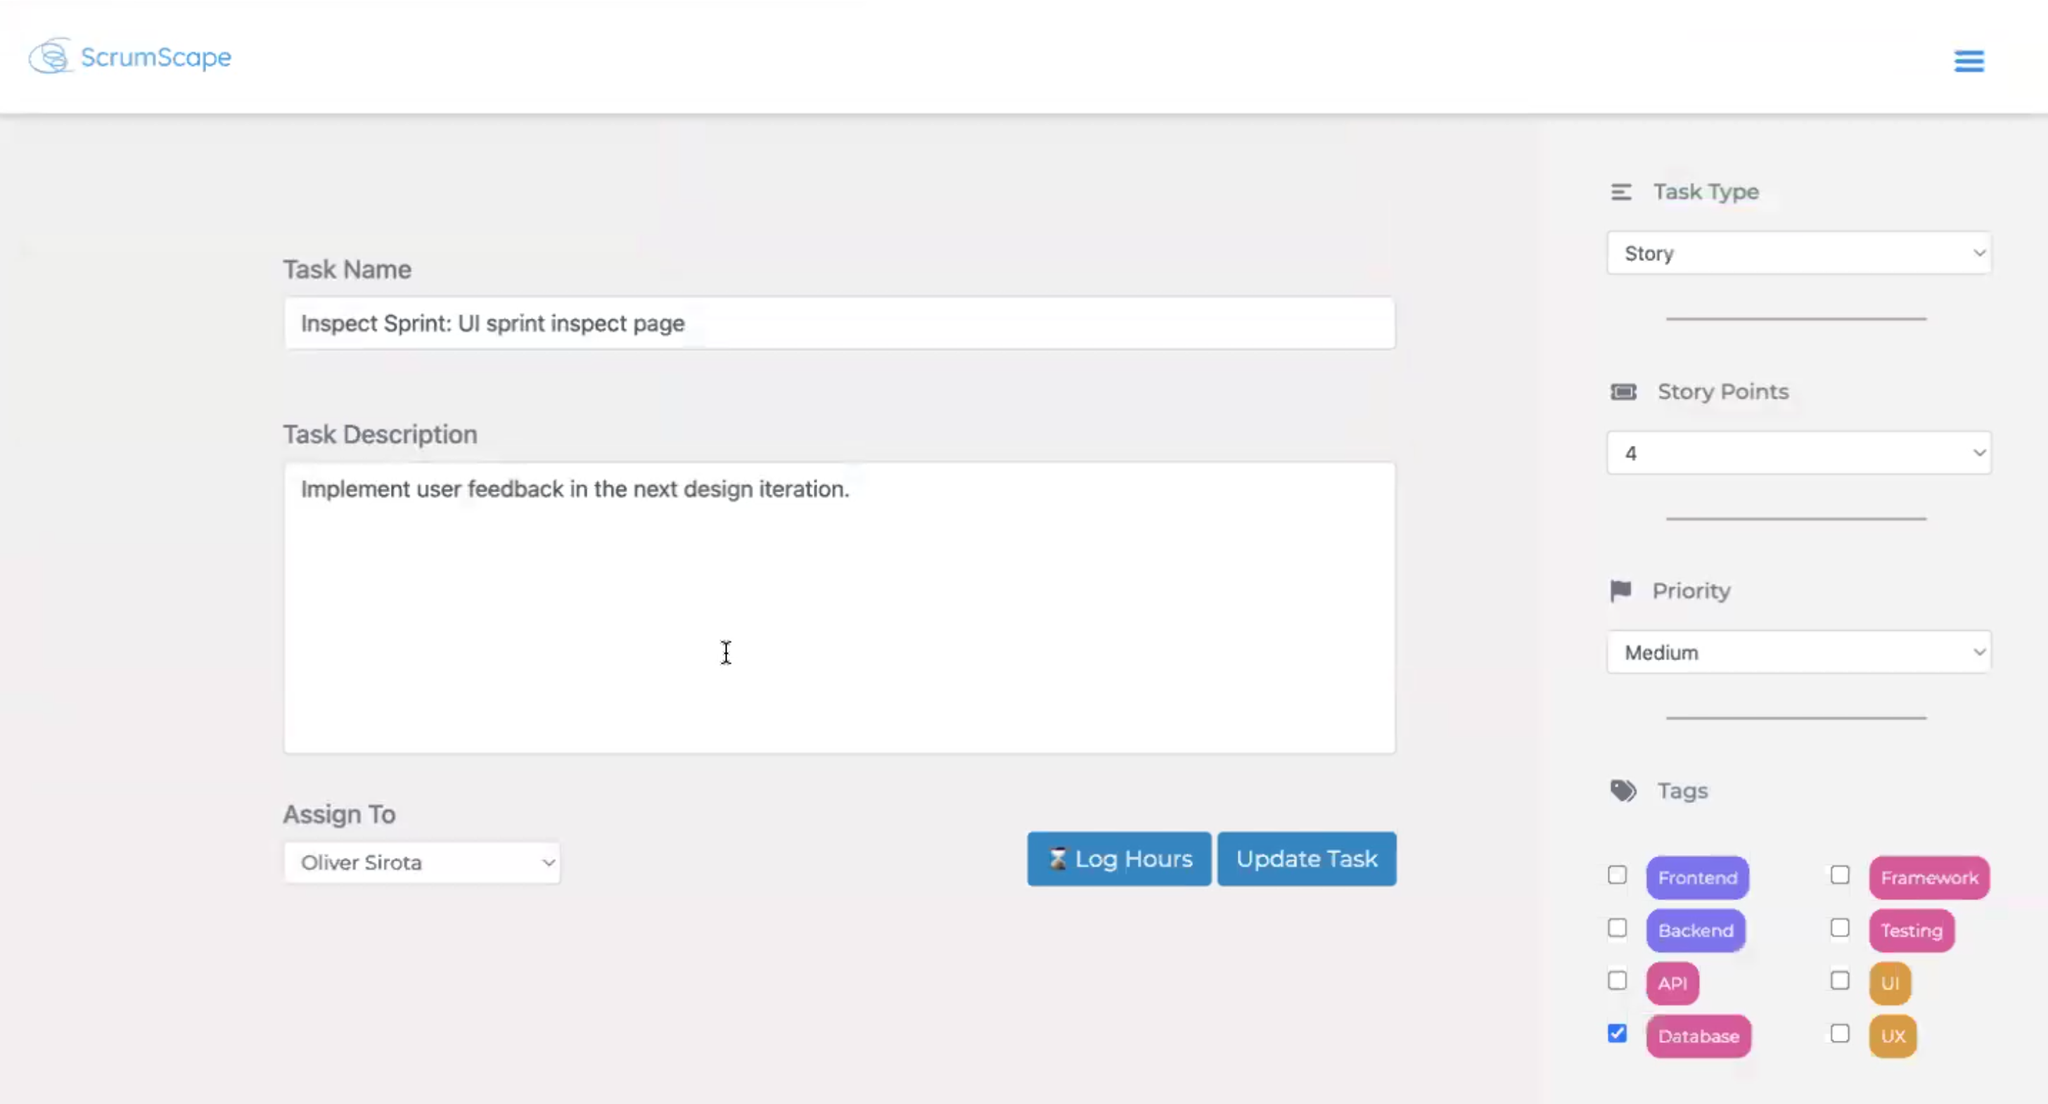 ScrumScape
Task Name
Inspect Sprint: UI sprint inspect page
Task Description
Implement user feedback in the next design iteration.
Assign To
Oliver Sirota
Log Hours
Update Task
Task Type
Story
Story Points
4
Priority
Medium
Tags
Frontend
Framework
Backend
Testing
API
UI
Database
UX